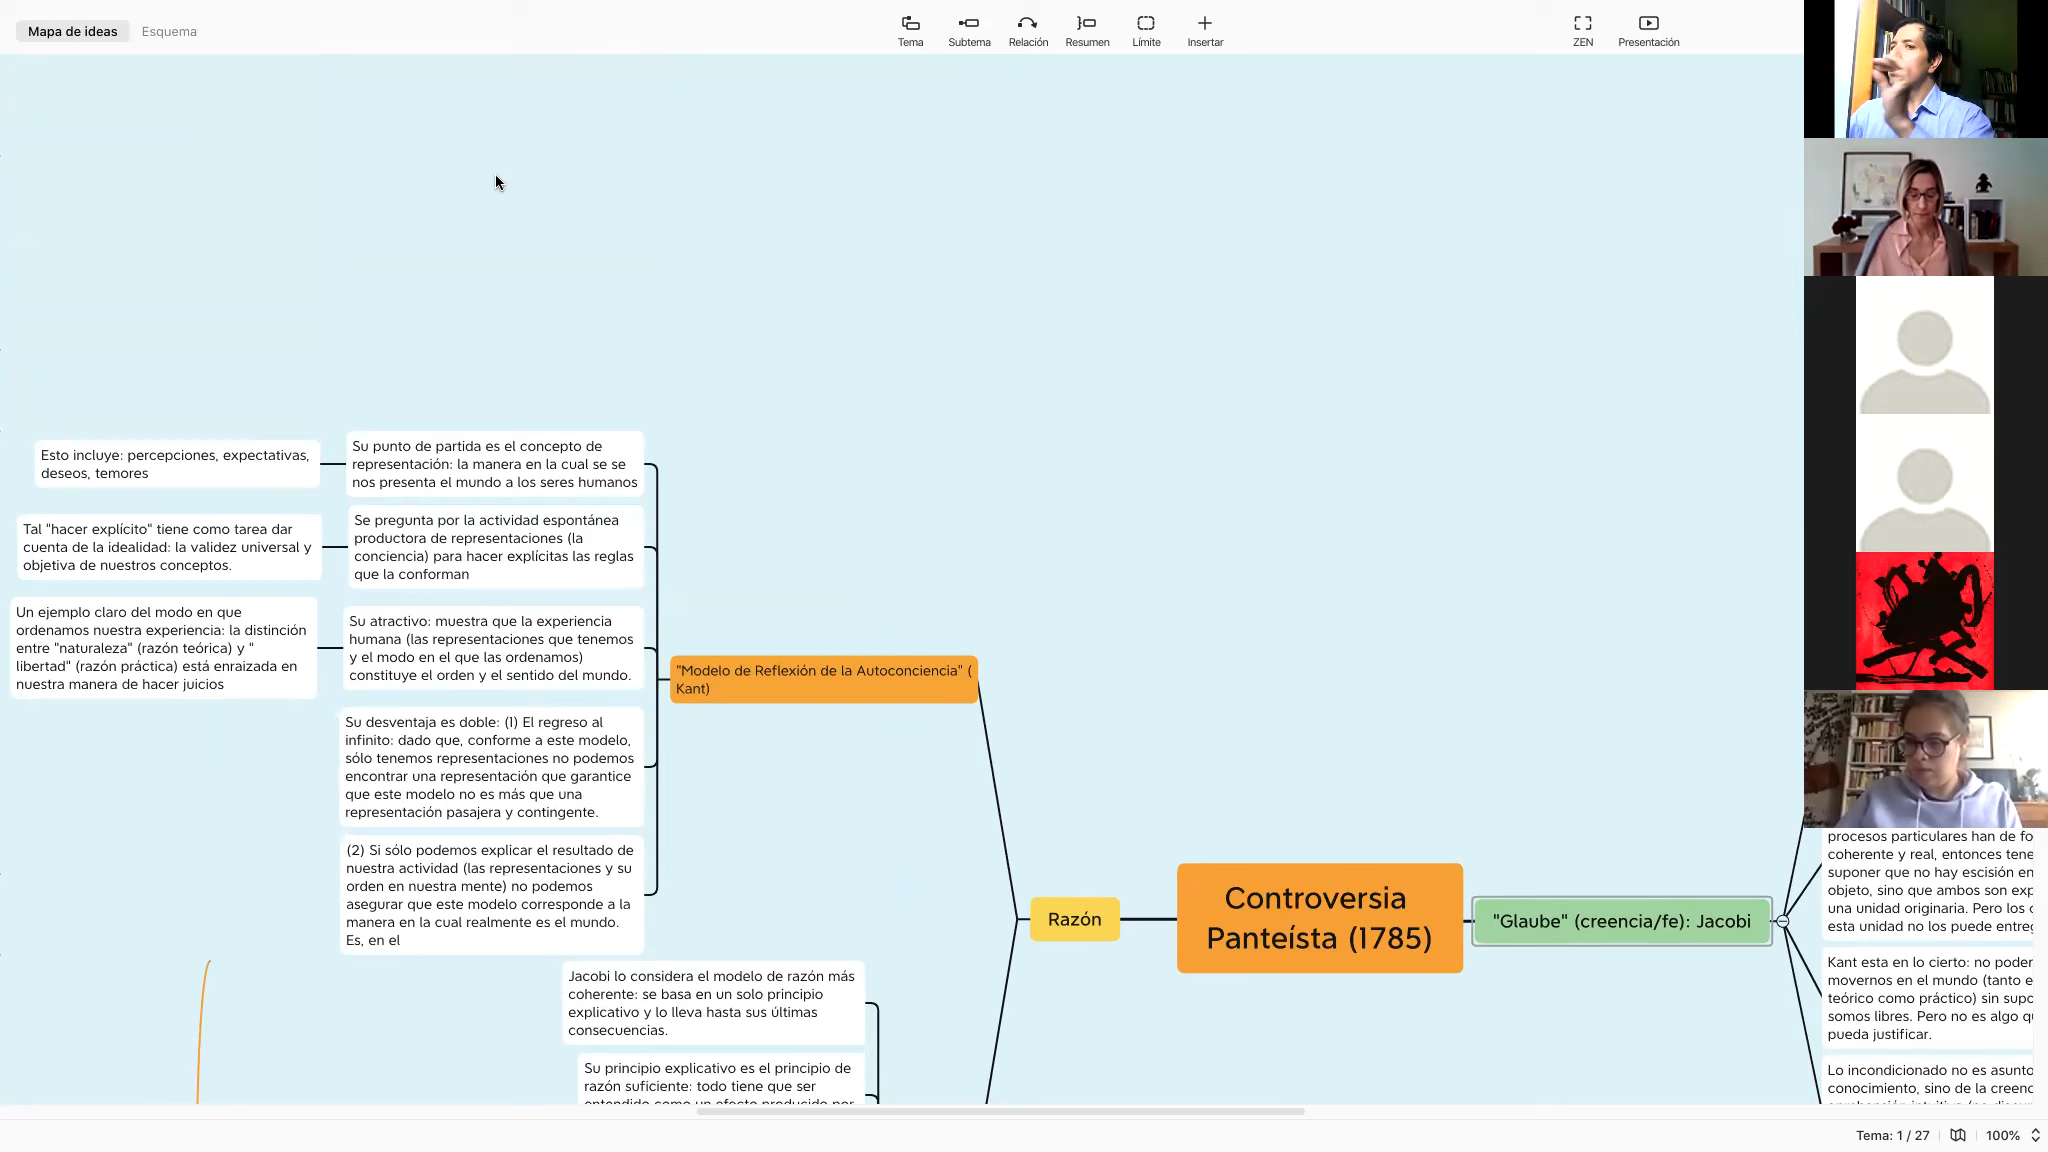 Mapa de ideas
Esquema
Tema
Subtema
Relación
Resumen
Límite
Insertar
ZEN
Presentación
Esto incluye: percepciones, expectativas,
deseos, temores
Su punto de partida es el concepto de
representación: la manera en la cual se se
nos presenta el mundo a los seres humanos
Tal "hacer explícito" tiene como tarea dar
cuenta de la idealidad: la validez universal y
objetiva de nuestros conceptos.
Se pregunta por la actividad espontánea
productora de representaciones (la
conciencia) para hacer explícitas las reglas
que la conforman
Un ejemplo claro del modo en que
ordenamos nuestra experiencia: la distinción
entre "naturaleza" (razón teórica) y "
libertad" (razón práctica) está enraizada en
nuestra manera de hacer juicios
Su atractivo: muestra que la experiencia
humana (las representaciones que tenemos
y el modo en el que las ordenamos)
constituye el orden y el sentido del mundo.
"Modelo de Reflexión de la Autoconciencia" (
Kant)
Su desventaja es doble: (1) El regreso al
infinito: dado que, conforme a este modelo,
sólo tenemos representaciones no podemos
encontrar una representación que garantice
que este modelo no es más que una
representación pasajera y contingente.
(2) Si sólo podemos explicar el resultado de
nuestra actividad (las representaciones y su
orden en nuestra mente) no podemos
asegurar que este modelo corresponde a la
manera en la cual realmente es el mundo.
Es, en el
Razón
Controversia
Panteísta (1785)
"Glaube" (creencia/fe): Jacobi
procesos particulares han de fo
coherente y real, entonces tene
suponer que no hay escisión en
objeto, sino que ambos son exp
una unidad originaria. Pero los c
esta unidad no los puede entreg
Kant esta en lo cierto: no poder
movernos en el mundo (tanto e
teórico como práctico) sin supo
somos libres. Pero no es algo qu
pueda justificar.
Lo incondicionado no es asunto
conocimiento, sino de la creenc
Jacobi lo considera el modelo de razón más
coherente: se basa en un solo principio
explicativo y lo lleva hasta sus últimas
consecuencias.
Su principio explicativo es el principio de
razón suficiente: todo tiene que ser
entendido como un efecto producido por
Tema: 1 / 27
100%